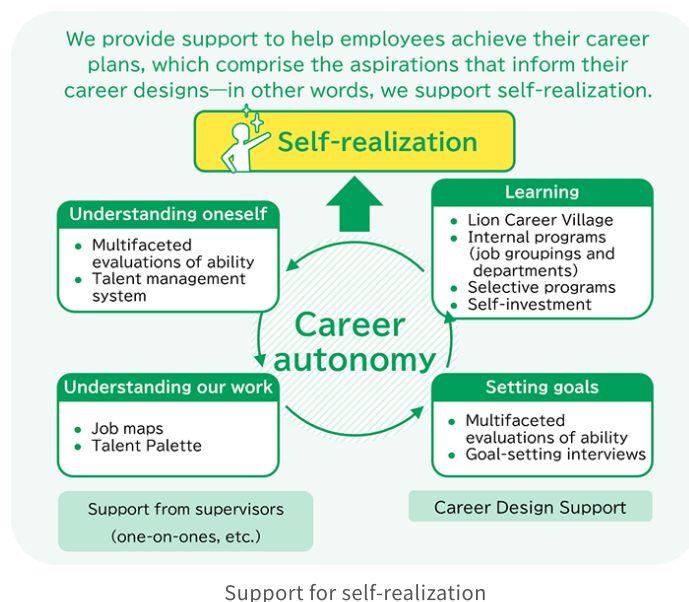 We provide support to help employees achieve their career
plans, which comprise the aspirations that inform their
career designs—in other words, we support self-realization.
Self-realization
Understanding oneself
• Multifaceted
evaluations of ability
• Talent management
system
Learning
• Lion Career Village
• Internal programs
(job groupings and
departments)
• Selective programs
• Self-investment
Career
autonomy
Understanding our work
• Job maps
• Talent Palette
Setting goals
• Multifaceted
evaluations of ability
• Goal-setting interviews
Support from supervisors
(one-on-ones, etc.)
Career Design Support
Support for self-realization